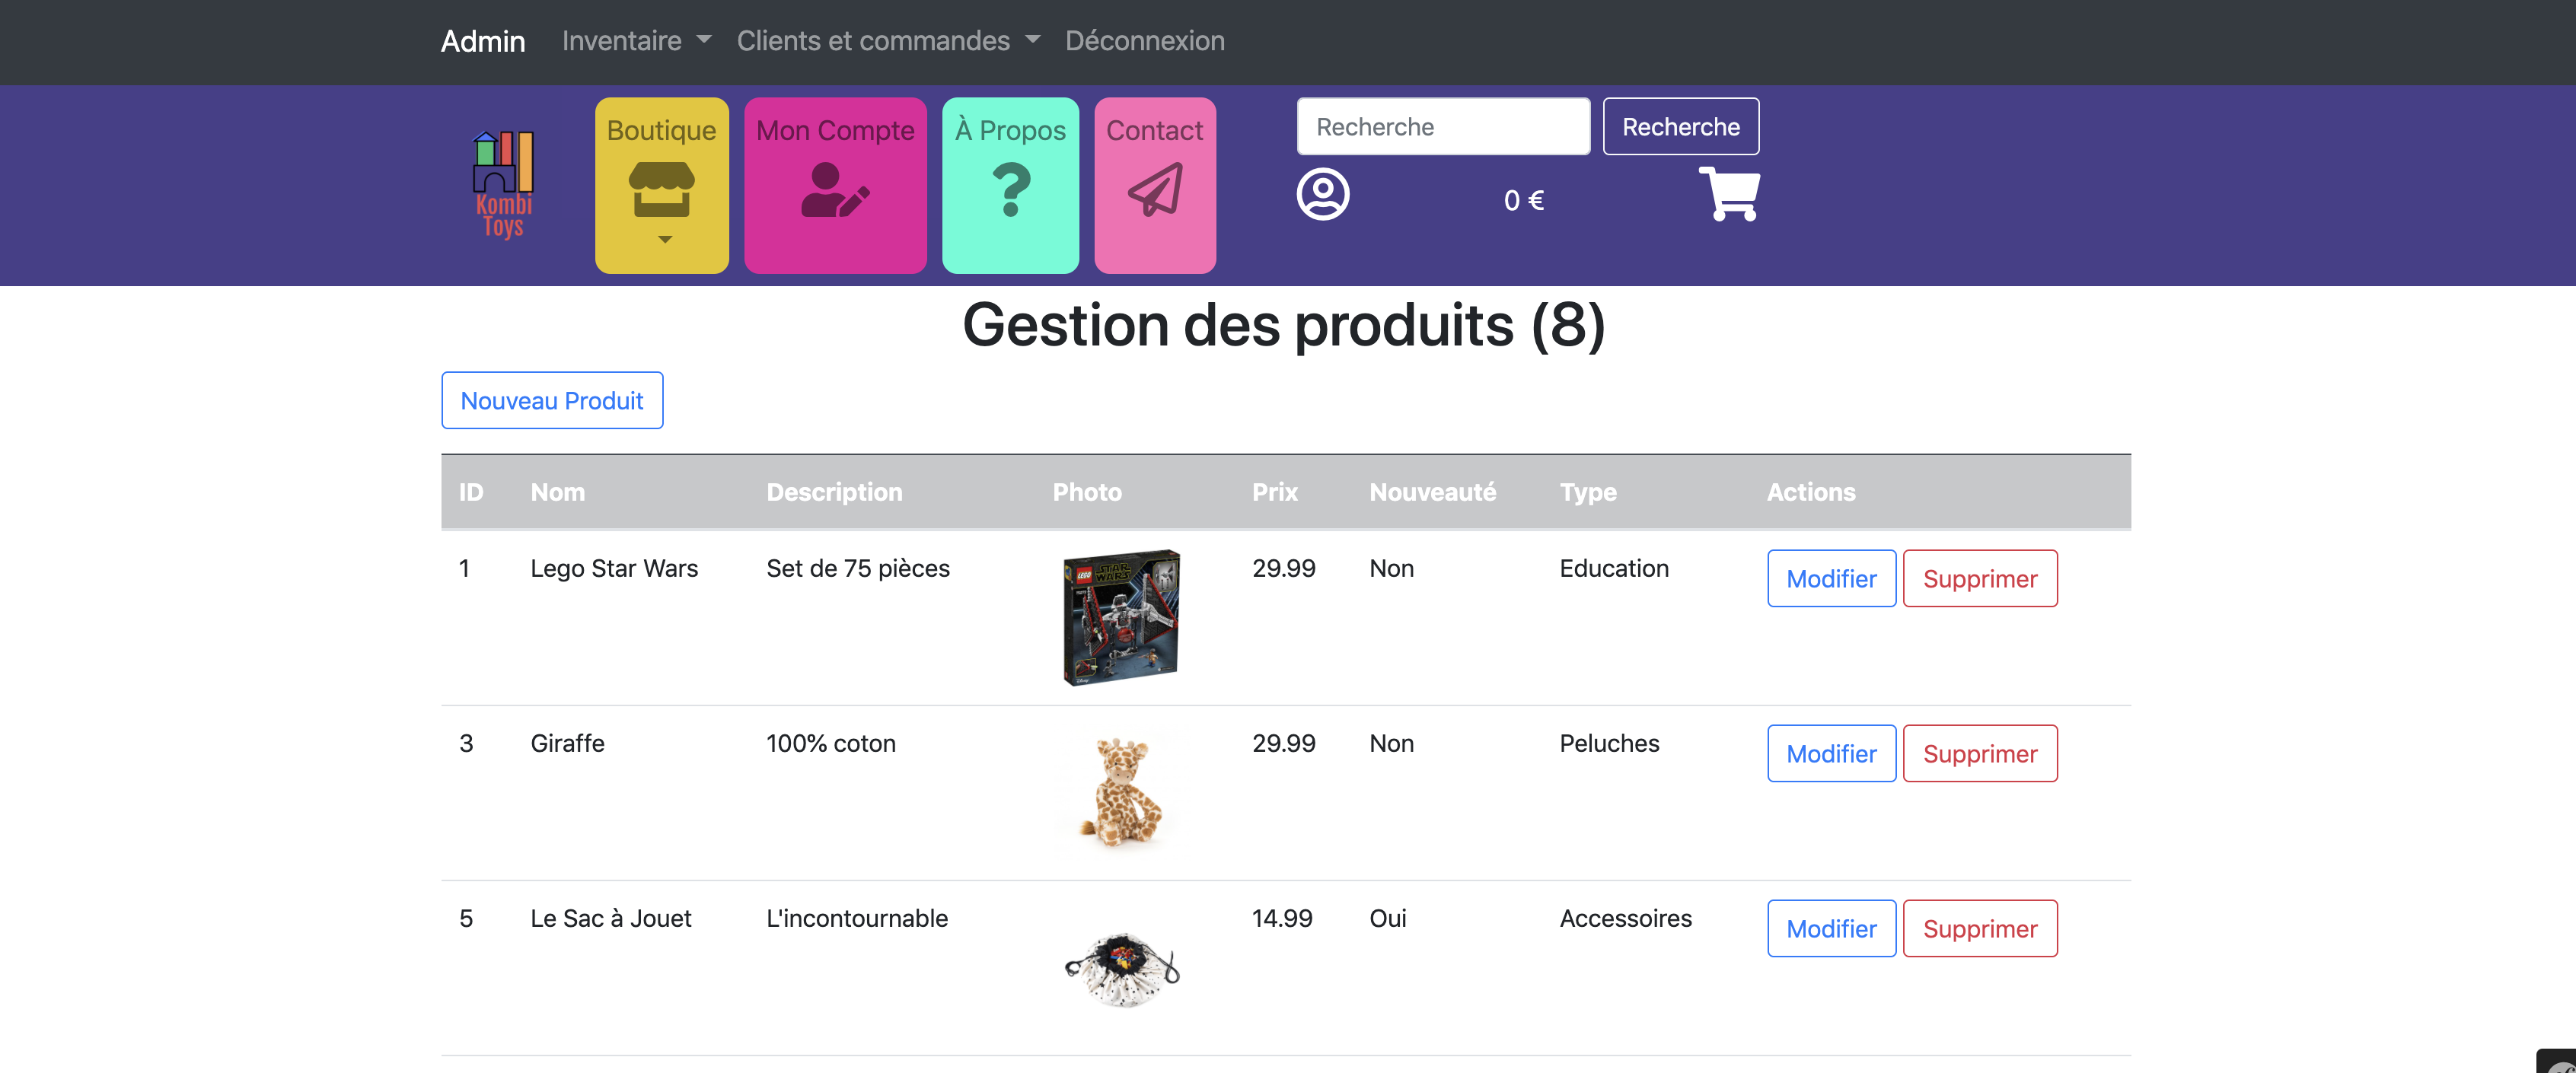 Admin Inventaire Clients et commandes Déconnexion
Kombi
Toys
Boutique Mon Compte À Propos Contact
Recherche Recherche
0 €
Gestion des produits (8)
Nouveau Produit
ID Nom Description Photo Prix Nouveauté Type Actions
1 Lego Star Wars Set de 75 pièces 29.99 Non Education Modifier Supprimer
LEGO STAR WARS
3 Giraffe 100% coton 29.99 Non Peluches Modifier Supprimer
5 Le Sac à Jouet L'incontournable 14.99 Oui Accessoires Modifier Supprimer